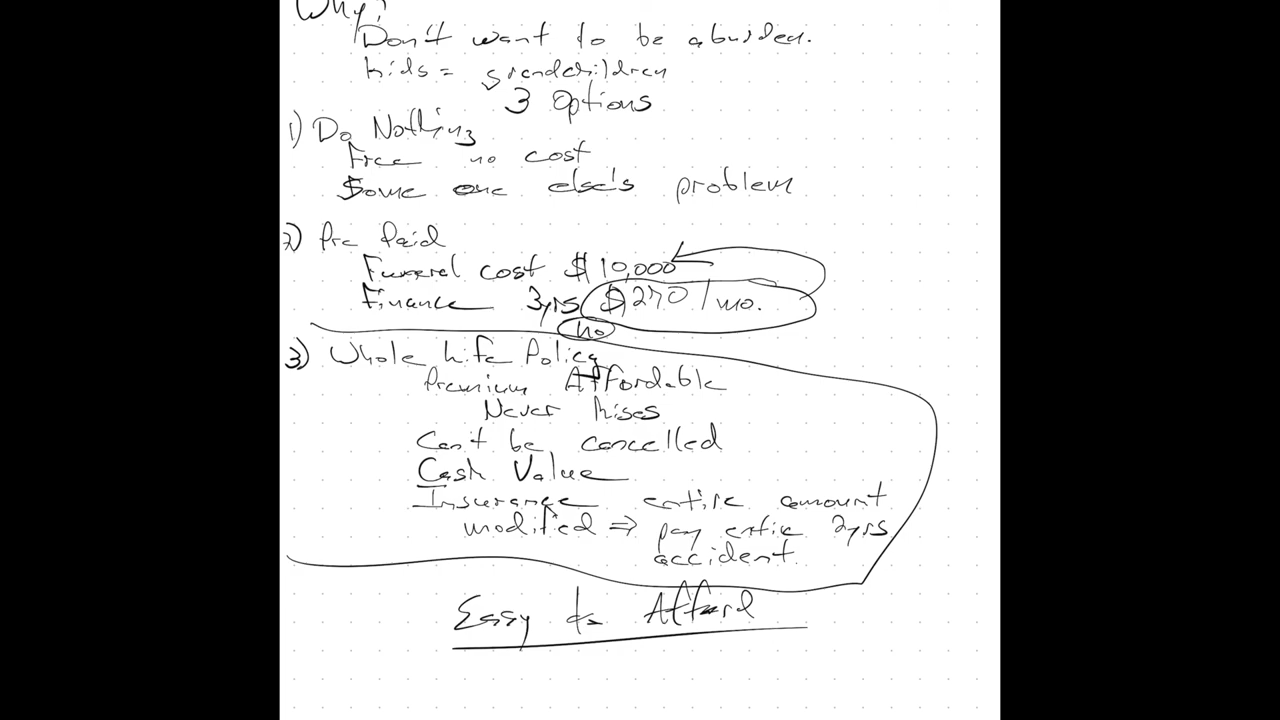 Why?
Don't want to be a burden.
kids = grandchildren
3 Options
1) Do Nothing
Free no cost
Some one else's problem
2) Pre Paid
Funeral cost $10,000
Finance 3yrs $270/mo.
no
3) Whole Life Policy
Premium Affordable
Never Rises
Can't be cancelled
Cash Value
Insurance entire amount
modified ⇒ pay entie 2yrs
accident.
Easy to Afford